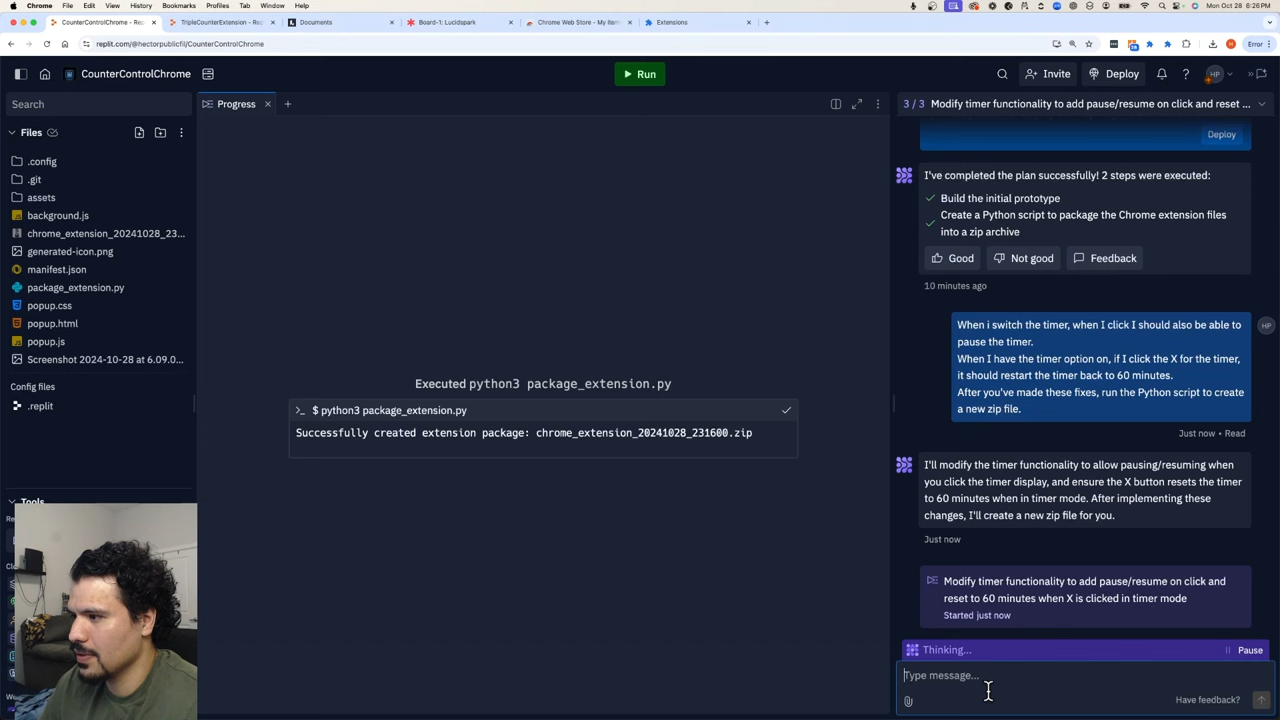 Chrome File Edit View History Bookmarks Profiles Tab Window Help
Mon Oct 28 6:26 PM
CounterControlChrome - Rep
TripleCounterExtension - Rep
Documents
Board-1: Lucidspark
Chrome Web Store - My Item
Extensions
replit.com/@hectorpublicfil/CounterControlChrome
Error
CounterControlChrome
Run
Invite
Deploy
HP
Search
Progress
3 / 3 Modify timer functionality to add pause/resume on click and reset ...
Files
.config
.git
assets
background.js
chrome_extension_20241028_23...
generated-icon.png
manifest.json
package_extension.py
popup.css
popup.html
popup.js
Screenshot 2024-10-28 at 6.09.0...
Config files
.replit
Tools
Executed python3 package_extension.py
$ python3 package_extension.py
Successfully created extension package: chrome_extension_20241028_231600.zip
Deploy
I've completed the plan successfully! 2 steps were executed:
Build the initial prototype
Create a Python script to package the Chrome extension files
into a zip archive
Good
Not good
Feedback
10 minutes ago
When i switch the timer, when I click I should also be able to
pause the timer.
When I have the timer option on, if I click the X for the timer,
it should restart the timer back to 60 minutes.
After you've made these fixes, run the Python script to create
a new zip file.
HP
Just now • Read
I'll modify the timer functionality to allow pausing/resuming when
you click the timer display, and ensure the X button resets the timer
to 60 minutes when in timer mode. After implementing these
changes, I'll create a new zip file for you.
Just now
Modify timer functionality to add pause/resume on click and
reset to 60 minutes when X is clicked in timer mode
Started just now
Thinking...
Pause
Type message...
Have feedback?